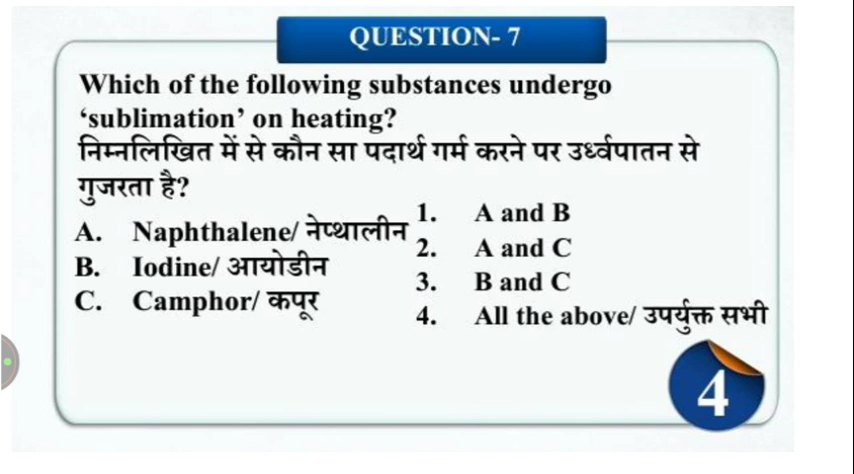 QUESTION- 7
Which of the following substances undergo
‘sublimation’ on heating?
निम्नलिखित में से कौन सा पदार्थ गर्म करने पर उर्ध्वपातन से
गुजरता है?
A. Naphthalene/ नेप्थालीन
B. Iodine/ आयोडीन
C. Camphor/ कपूर
1. A and B
2. A and C
3. B and C
4. All the above/ उपर्युक्त सभी
4